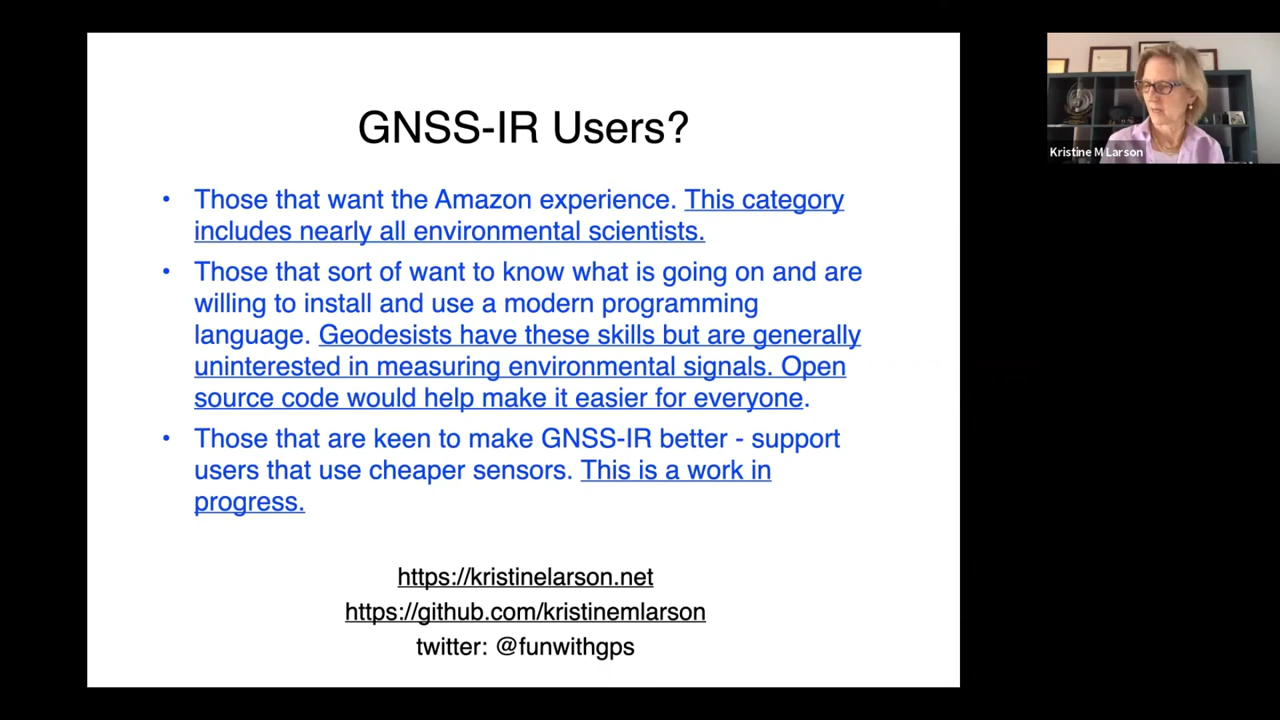 GNSS-IR Users?
• Those that want the Amazon experience. This category
includes nearly all environmental scientists.
• Those that sort of want to know what is going on and are
willing to install and use a modern programming
language. Geodesists have these skills but are generally
uninterested in measuring environmental signals. Open
source code would help make it easier for everyone.
• Those that are keen to make GNSS-IR better - support
users that use cheaper sensors. This is a work in
progress.
https://kristinelarson.net
https://github.com/kristinemlarson
twitter: @funwithgps
Kristine M Larson